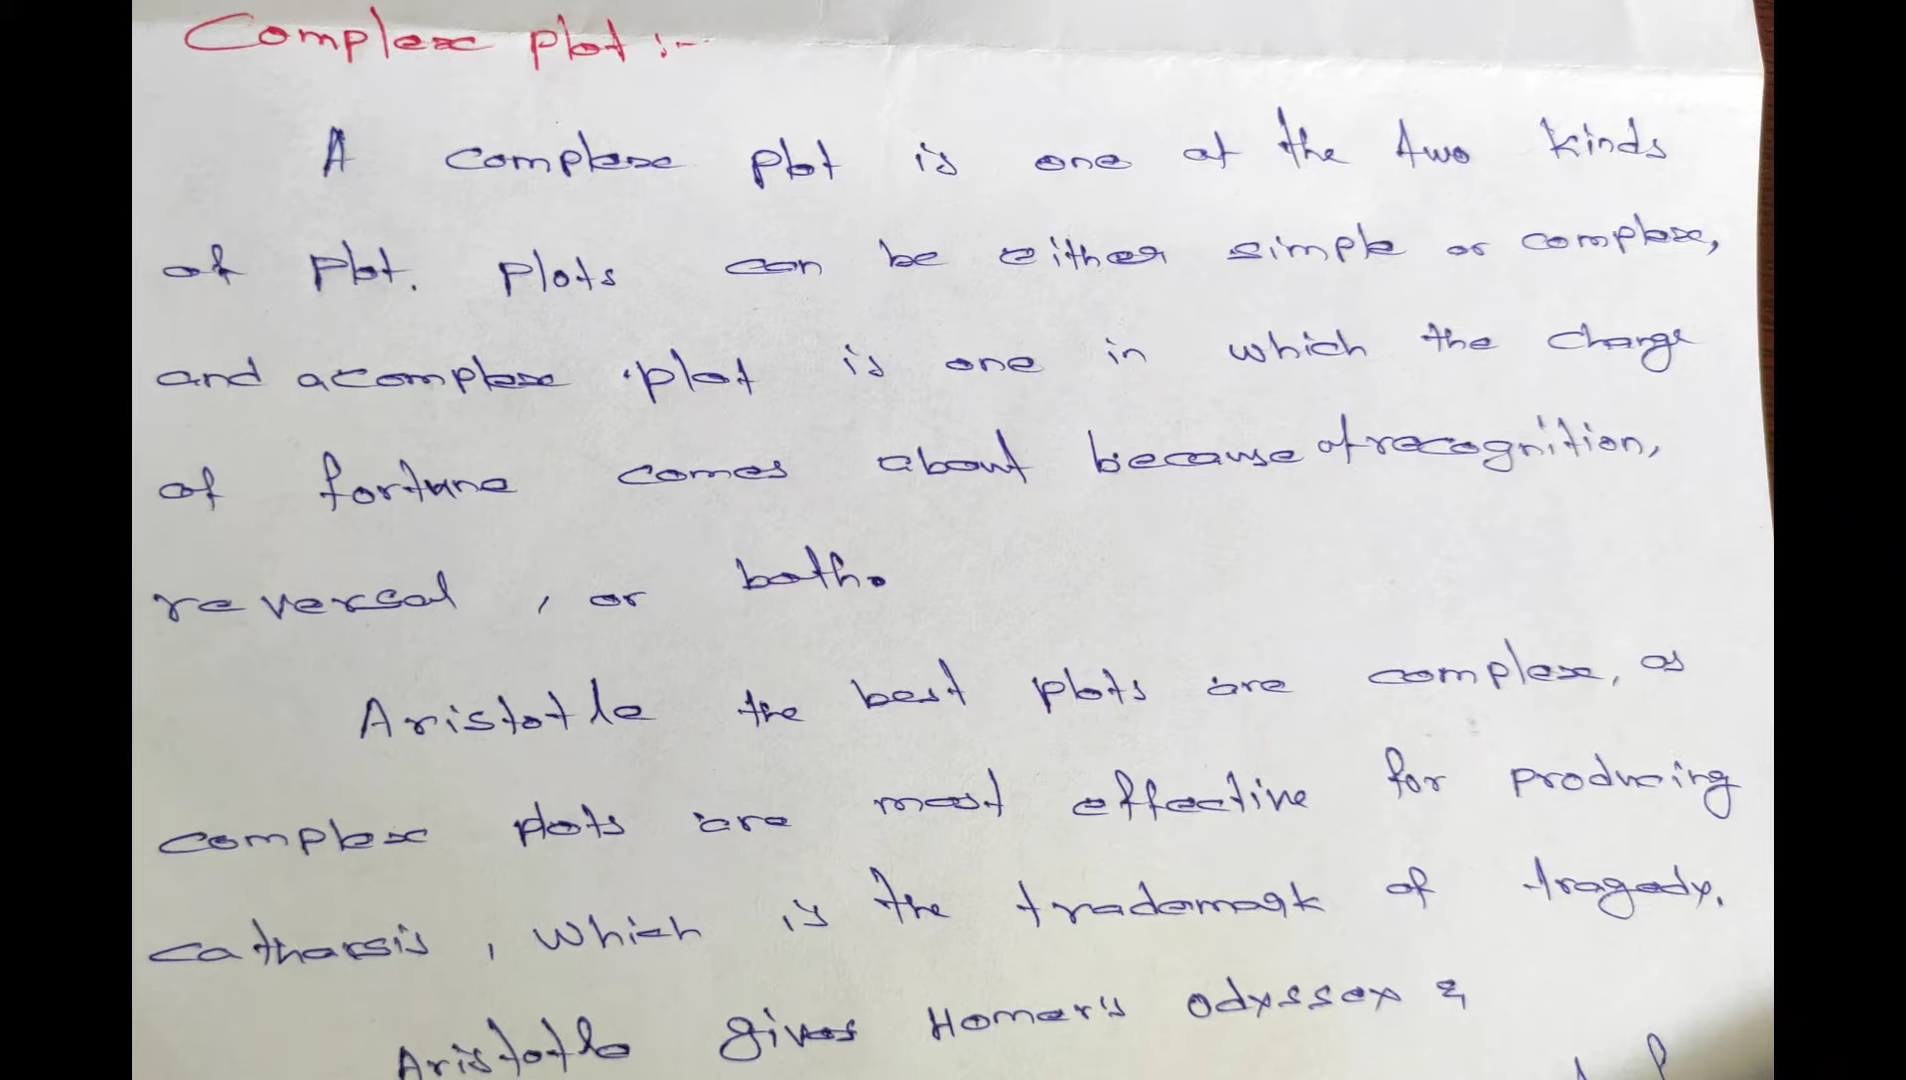 Complex plot :-
A complex plot is one of the two kinds
of plot. Plots can be either simple or complex,
and a complex plot is one in which the change
of fortune comes about because of recognition,
reversal , or both.
Aristotle the best plots are complex, as
complex plots are most effective for producing
catharsis , which is the trademark of tragedy.
Aristotle gives Homer's Odyssey &